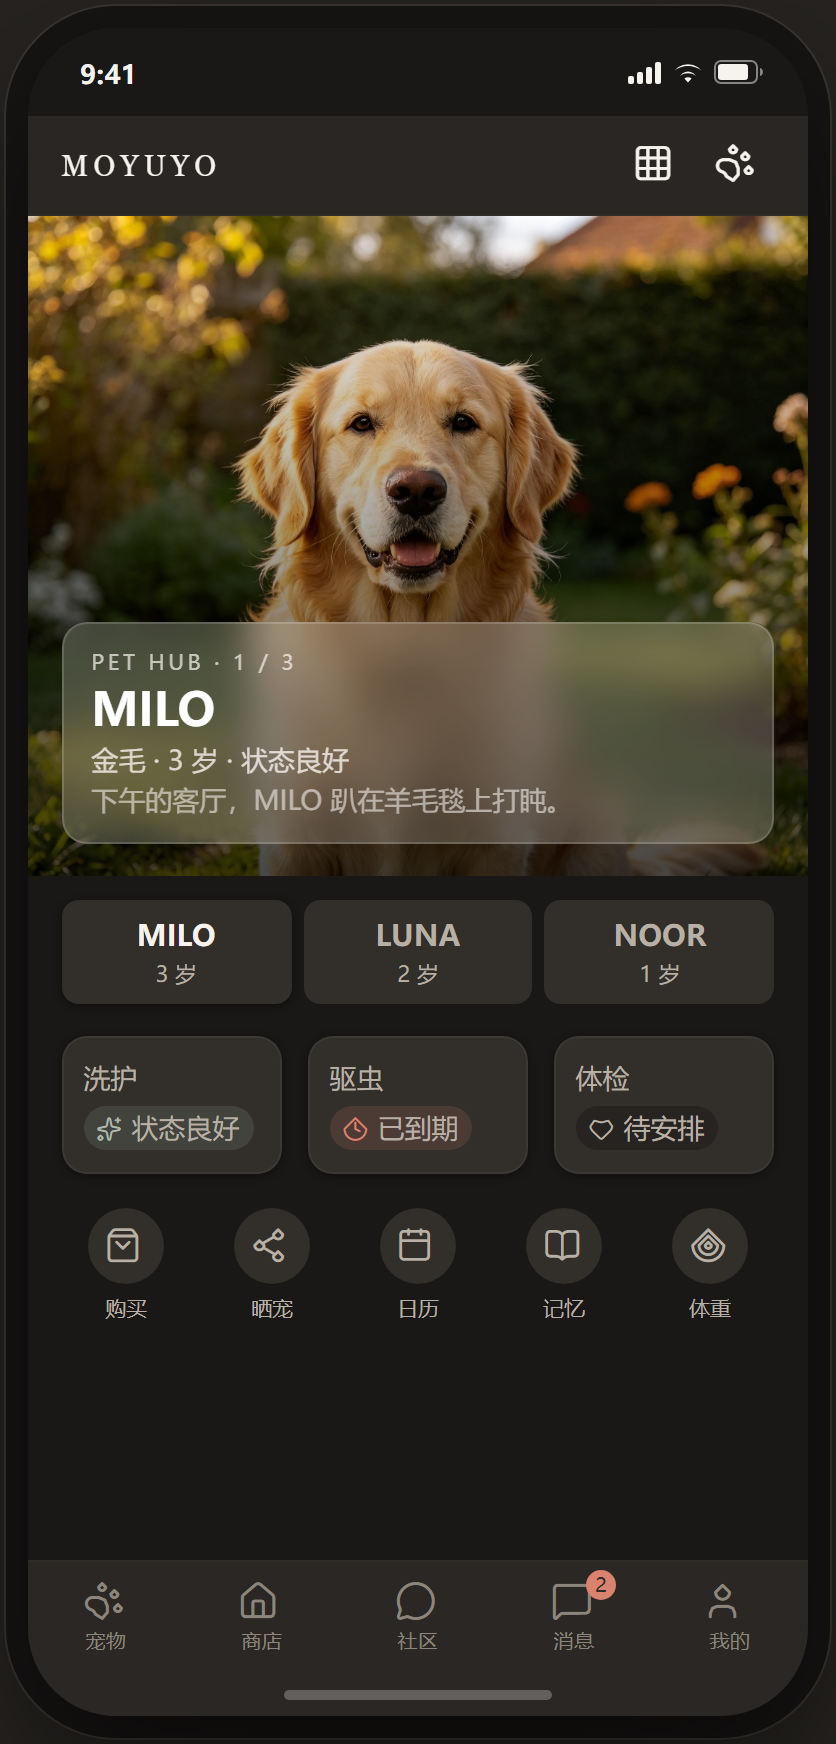 9:41
MOYUYO
PET HUB · 1 / 3
MILO
金毛 · 3 岁 · 状态良好
下午的客厅，MILO 趴在羊毛毯上打盹。
MILO LUNA NOOR
3 岁 2 岁 1 岁
洗护 驱虫 体检
状态良好 已到期 待安排
购买 晒宠 日历 记忆 体重
2
宠物 商店 社区 消息 我的